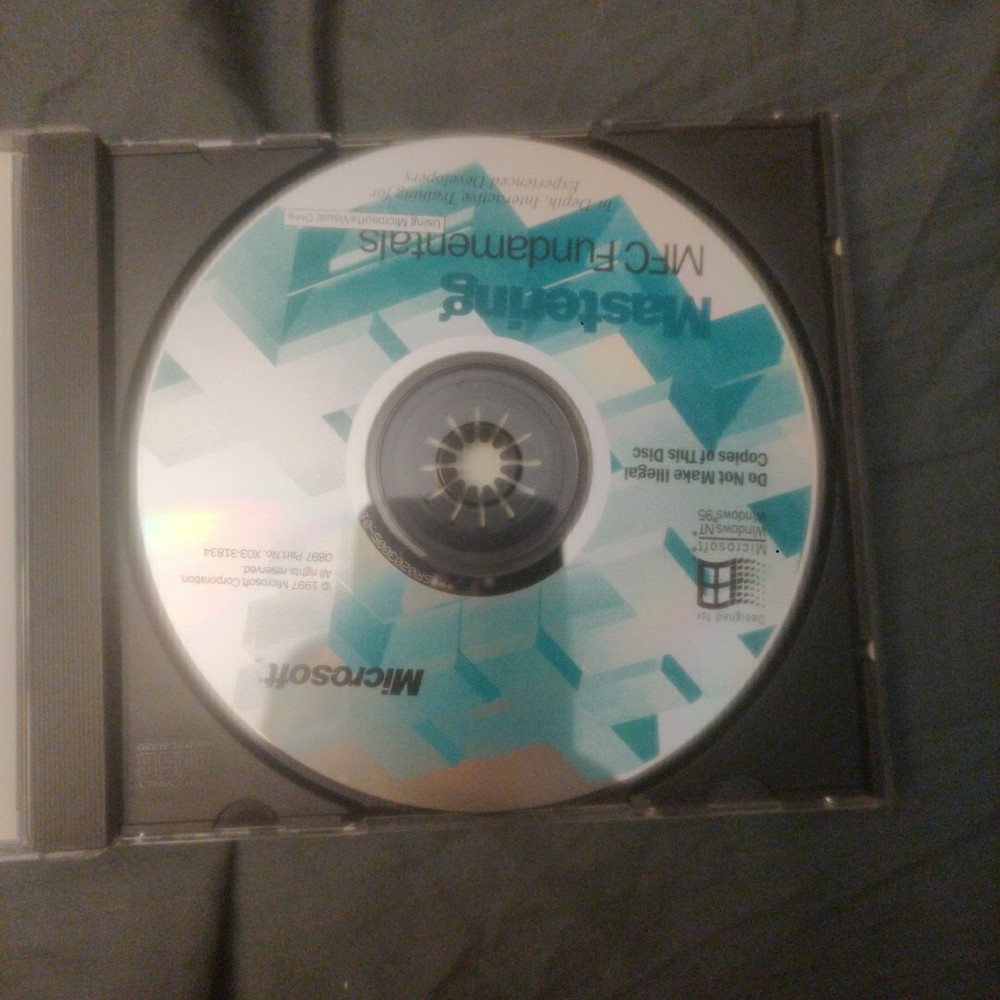 Microsoft
© 1997 Microsoft Corporation.
All rights reserved.
0897 Part No. X03-31834
Designed for
Microsoft®
Windows NT®
Windows®95
Do Not Make Illegal
Copies of This Disc
Mastering
MFC Fundamentals
Using Microsoft® Visual C++®
In-Depth, Interactive Training for
Experienced Developers